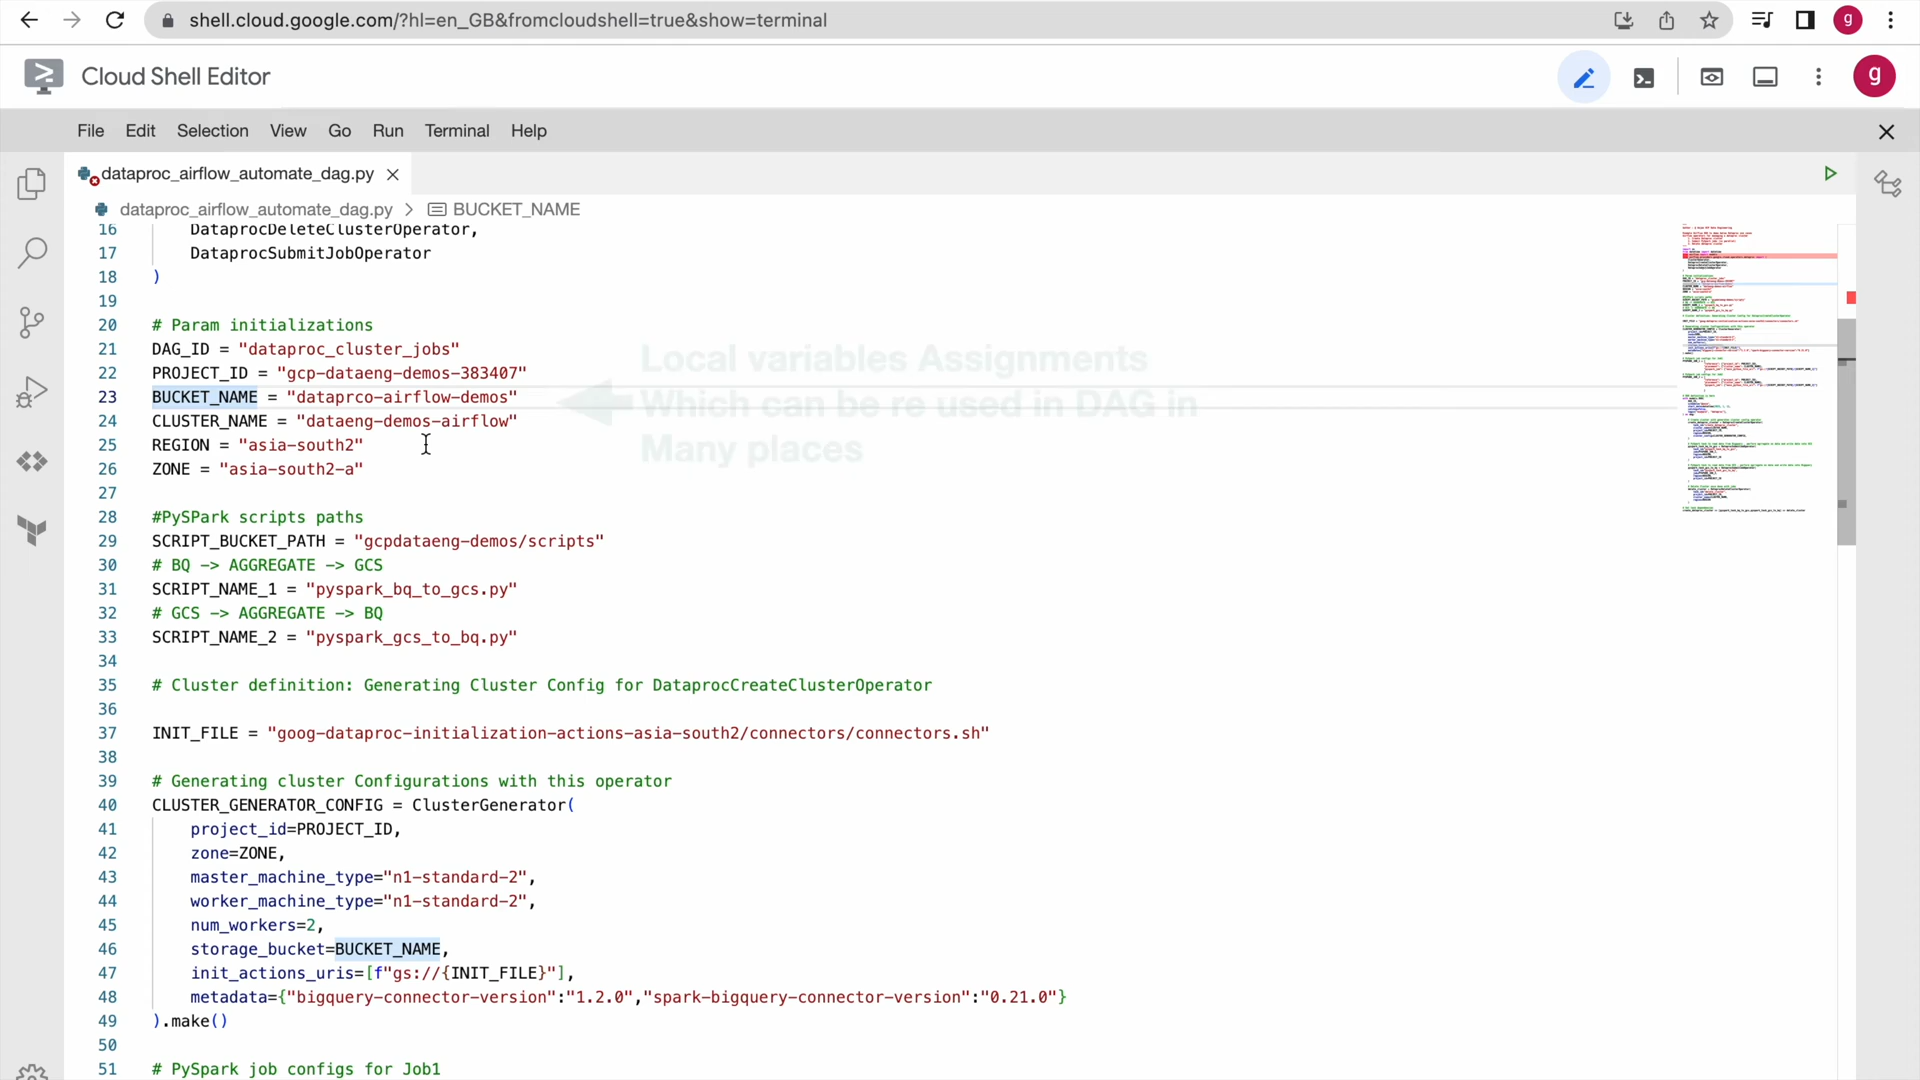 shell.cloud.google.com/?hl=en_GB&fromcloudshell=true&show=terminal
g
Cloud Shell Editor
g
File Edit Selection View Go Run Terminal Help
dataproc_airflow_automate_dag.py
dataproc_airflow_automate_dag.py > BUCKET_NAME
16 DataprocDeleteClusterOperator,
17 DataprocSubmitJobOperator
18 )
19
20 # Param initializations
21 DAG_ID = "dataproc_cluster_jobs"
22 PROJECT_ID = "gcp-dataeng-demos-383407"
23 BUCKET_NAME = "dataprco-airflow-demos"
24 CLUSTER_NAME = "dataeng-demos-airflow"
25 REGION = "asia-south2"
26 ZONE = "asia-south2-a"
Local variables Assignments
Which can be re used in DAG in
Many places
27
28 #PySPark scripts paths
29 SCRIPT_BUCKET_PATH = "gcpdataeng-demos/scripts"
30 # BQ -> AGGREGATE -> GCS
31 SCRIPT_NAME_1 = "pyspark_bq_to_gcs.py"
32 # GCS -> AGGREGATE -> BQ
33 SCRIPT_NAME_2 = "pyspark_gcs_to_bq.py"
34
35 # Cluster definition: Generating Cluster Config for DataprocCreateClusterOperator
36
37 INIT_FILE = "goog-dataproc-initialization-actions-asia-south2/connectors/connectors.sh"
38
39 # Generating cluster Configurations with this operator
40 CLUSTER_GENERATOR_CONFIG = ClusterGenerator(
41 project_id=PROJECT_ID,
42 zone=ZONE,
43 master_machine_type="n1-standard-2",
44 worker_machine_type="n1-standard-2",
45 num_workers=2,
46 storage_bucket=BUCKET_NAME,
47 init_actions_uris=[f"gs://{INIT_FILE}"],
48 metadata={"bigquery-connector-version":"1.2.0","spark-bigquery-connector-version":"0.21.0"}
49 ).make()
50
51 # PySpark job configs for Job1